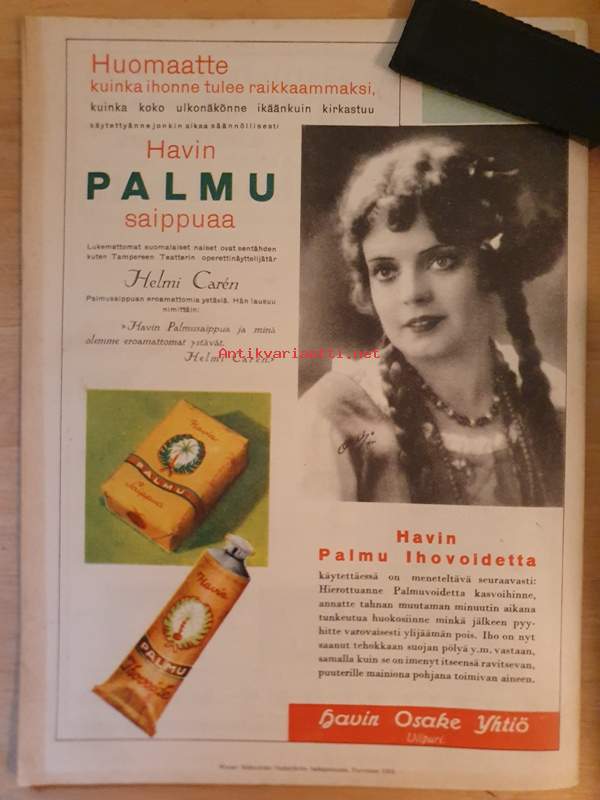 Huomaatte
kuinka ihonne tulee raikkaammaksi,
kuinka koko ulkonäkönne ikäänkuin kirkastuu
käytettyänne jonkin aikaa säännöllisesti
Havin
PALMU
saippuaa
Lukemattomat suomalaiset naiset ovat sentähden
kuten Tampereen Teatterin operettinäyttelijätär
Helmi Carén
Palmusaippuan eroamattomia ystäviä. Hän lausuu
nimittäin:
»Havin Palmusaippua ja minä
olemme eroamattomat ystävät.
Helmi Carén.»
Antikvariaatti.net
Havin
PALMU
Saippua
Havin
PALMU
Ihovoide
Havin
Palmu Ihovoidetta
käytettäessä on meneteltävä seuraavasti:
Hierottuanne Palmuvoidetta kasvoihinne,
annatte tahnan muutaman minuutin aikana
tunkeutua huokosiinne minkä jälkeen pyy-
hitte varovaisesti ylijäämän pois. Iho on nyt
saanut tehokkaan suojan pölyä y.m. vastaan,
samalla kuin se on imenyt itseensä ravitsevan,
puuterille mainiona pohjana toimivan aineen.
Havin Osake Yhtiö
Viipuri.